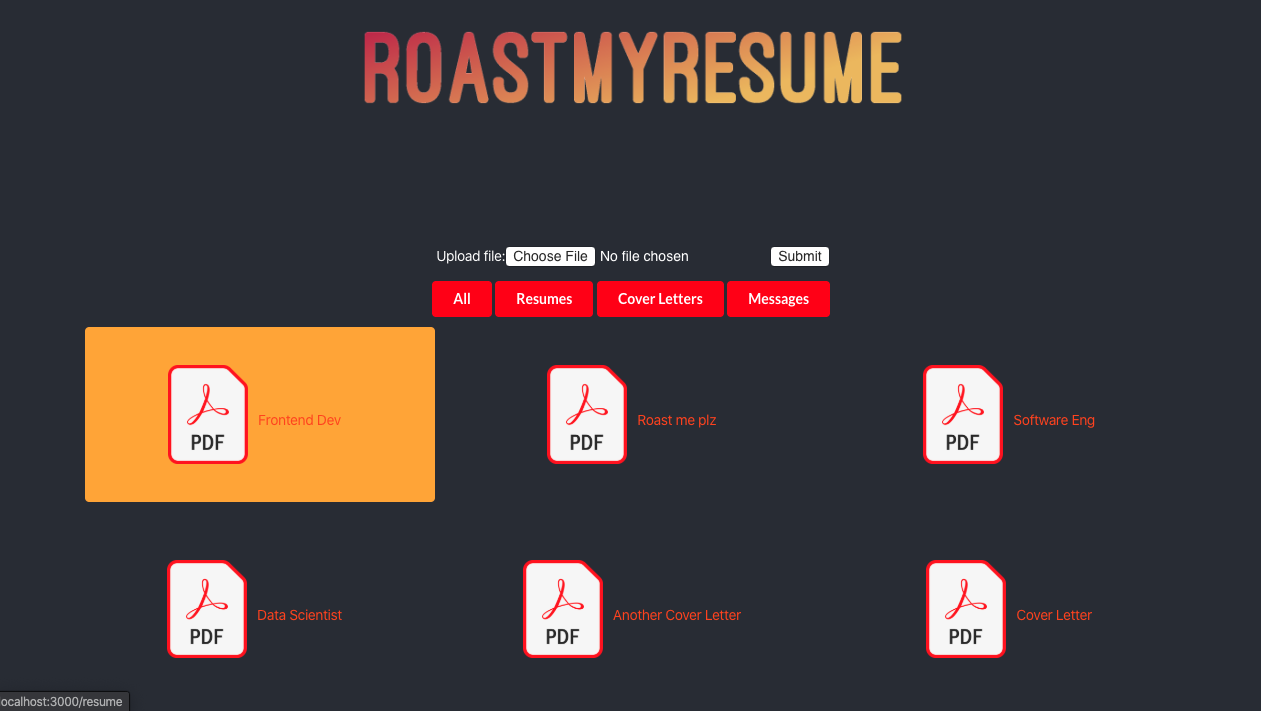 ROASTMYRESUME
Upload file: Choose File No file chosen Submit
All Resumes Cover Letters Messages
PDF Frontend Dev
PDF Roast me plz
PDF Software Eng
PDF Data Scientist
PDF Another Cover Letter
PDF Cover Letter
ocalhost:3000/resume